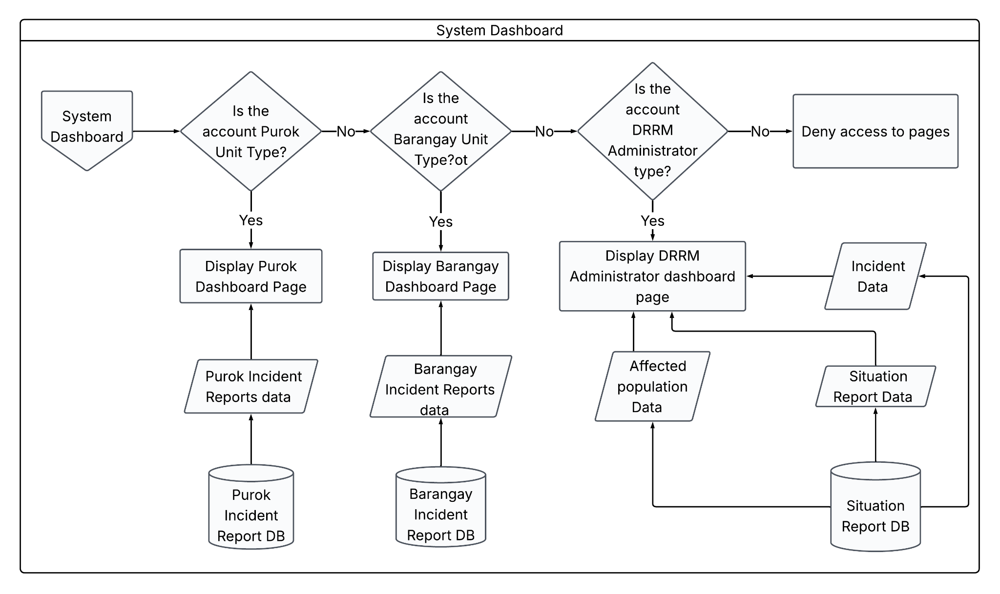 System Dashboard
System
Dashboard
Is the
account Purok
Unit Type?
No
Is the
account
Barangay Unit
Type?ot
No
Is the
account
DRRM
Administrator
type?
No
Deny access to pages
Yes
Yes
Yes
Display Purok
Dashboard Page
Display Barangay
Dashboard Page
Display DRRM
Administrator dashboard
page
Incident
Data
Purok Incident
Reports data
Barangay
Incident Reports
data
Affected
population
Data
Situation
Report Data
Purok
Incident
Report DB
Barangay
Incident
Report DB
Situation
Report DB